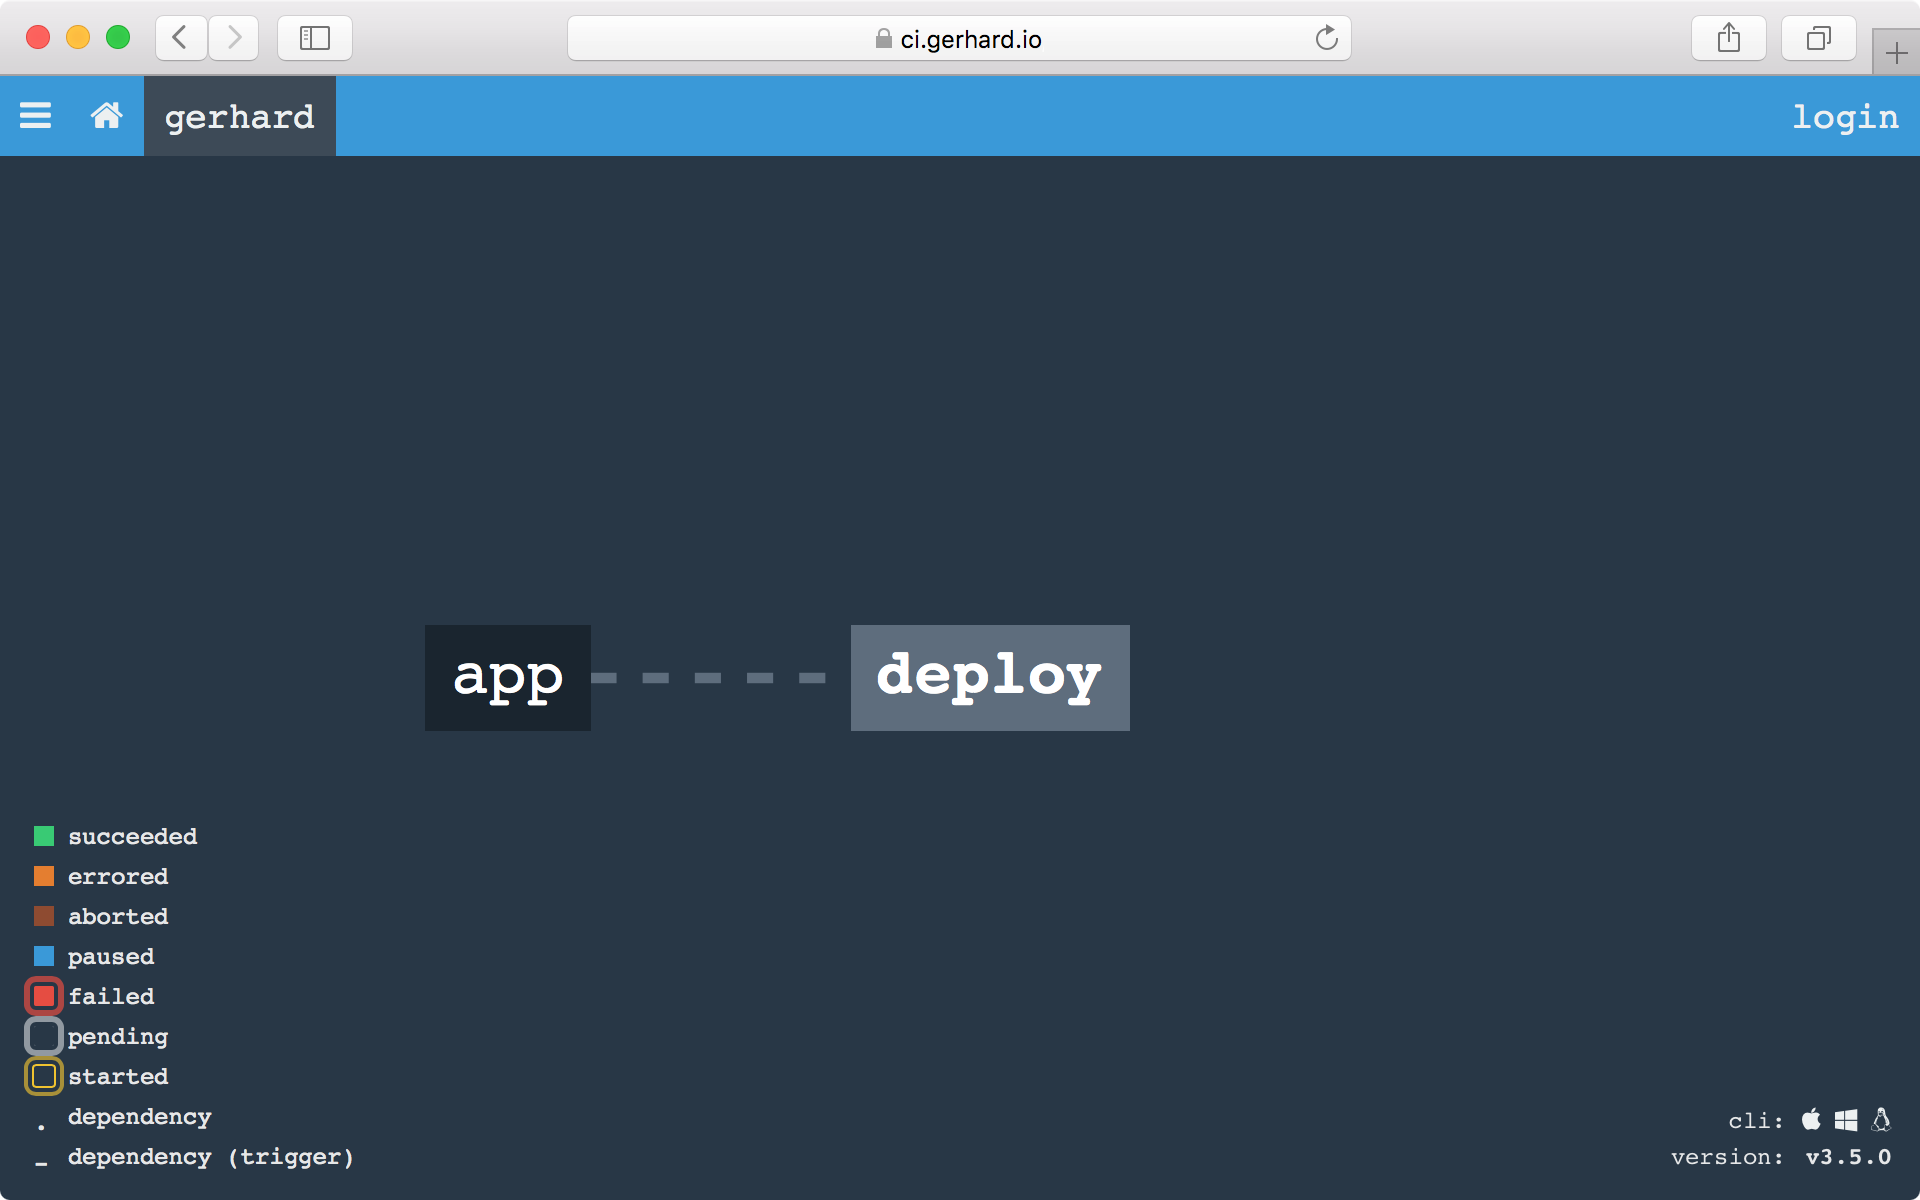 ci.gerhard.io
gerhard
login
app
deploy
succeeded
errored
aborted
paused
failed
pending
started
. dependency
- dependency (trigger)
cli:
version: v3.5.0